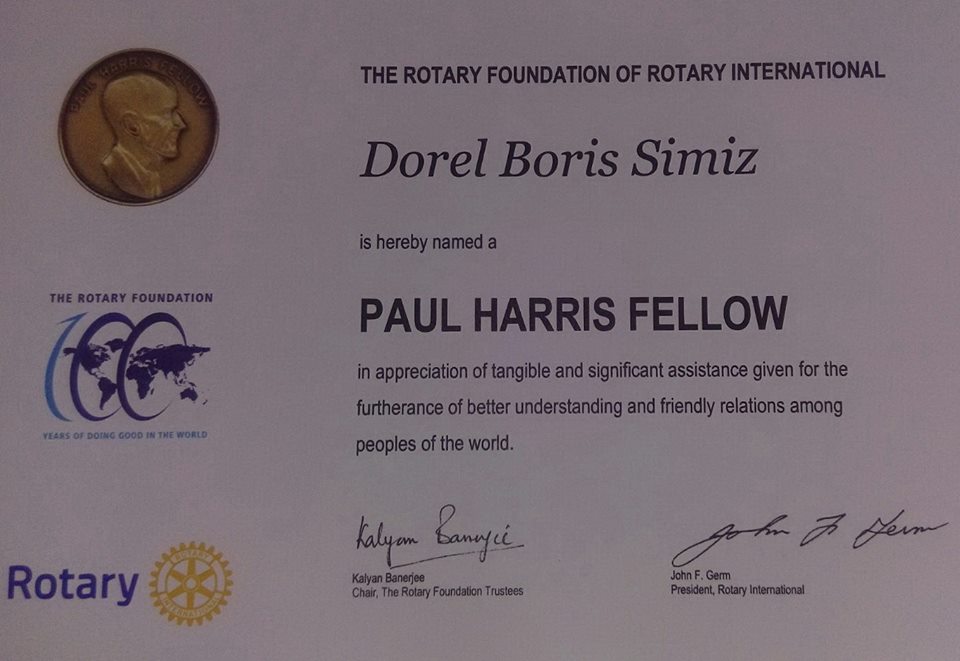 PAUL HARRIS FELLOW
THE ROTARY FOUNDATION OF ROTARY INTERNATIONAL
Dorel Boris Simiz
is hereby named a
THE ROTARY FOUNDATION
100
YEARS OF DOING GOOD IN THE WORLD
PAUL HARRIS FELLOW
in appreciation of tangible and significant assistance given for the
furtherance of better understanding and friendly relations among
peoples of the world.
Kalyan Banerjee
Kalyan Banerjee
Chair, The Rotary Foundation Trustees
John F Germ
John F. Germ
President, Rotary International
Rotary
ROTARY
INTERNATIONAL